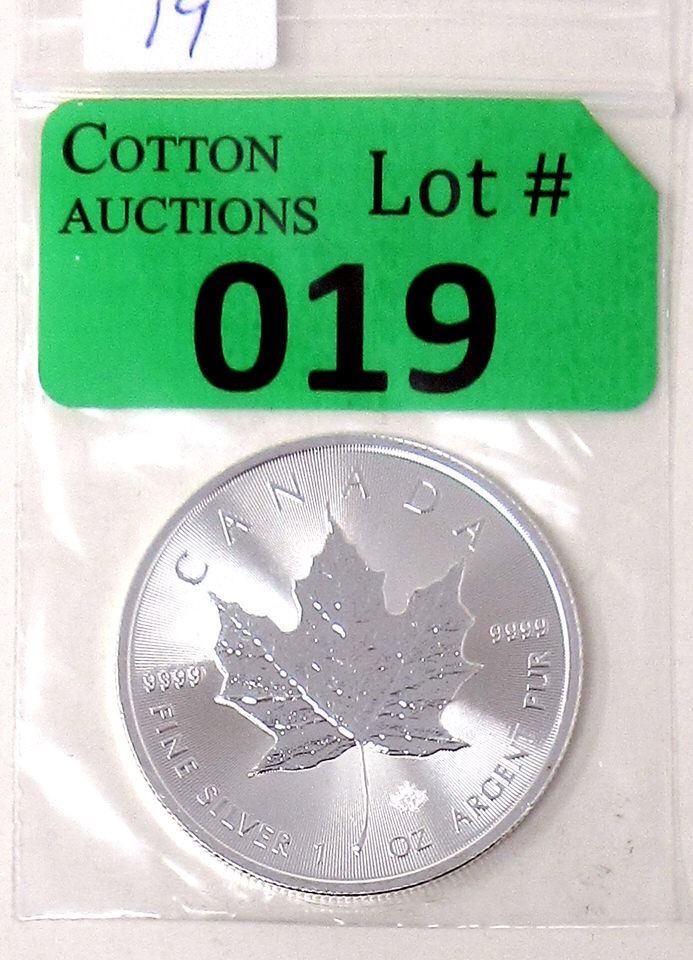 19
COTTON
AUCTIONS
Lot #
019
CANADA
9999
9999
FINE SILVER 1 OZ ARGENT PUR